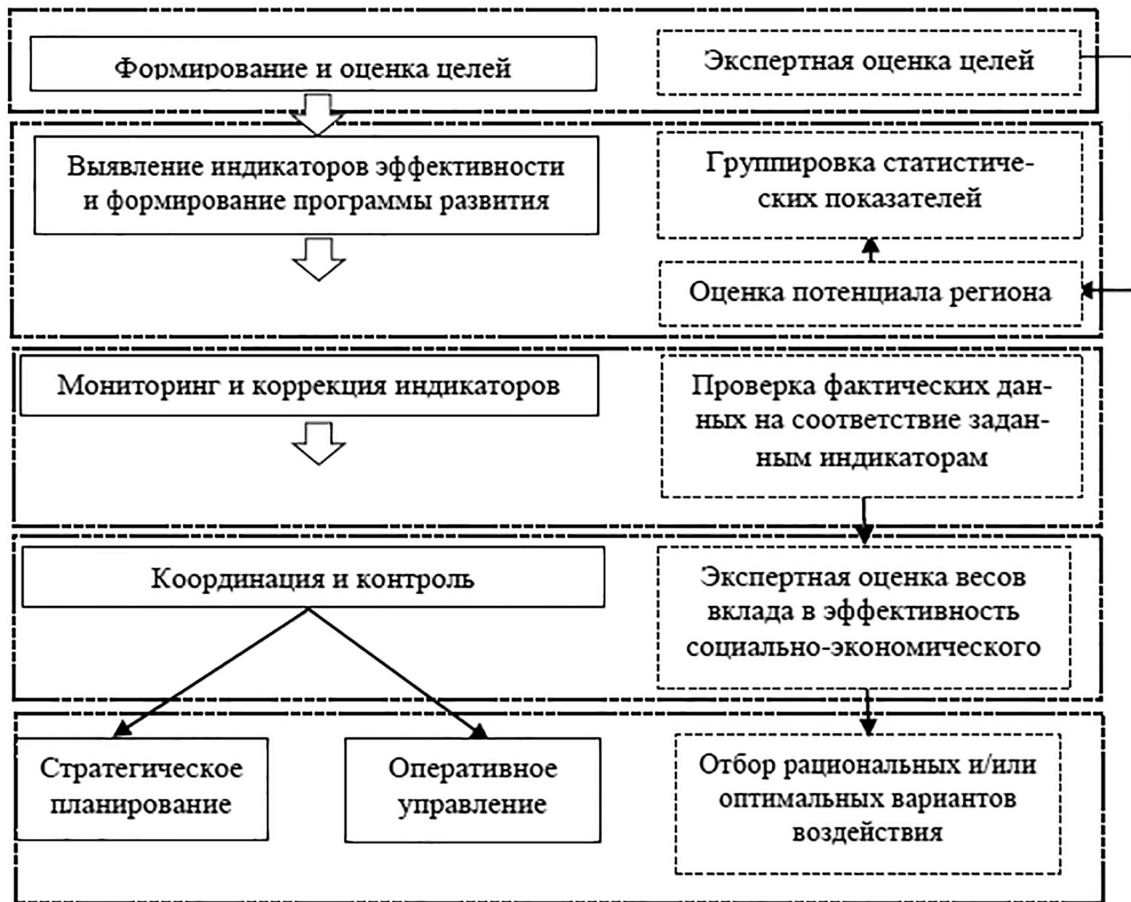 Формирование и оценка целей
Экспертная оценка целей
Выявление индикаторов эффективности
и формирование программы развития
Группировка статистиче-
ских показателей
Оценка потенциала региона
Мониторинг и коррекция индикаторов
Проверка фактических дан-
ных на соответствие задан-
ным индикаторам
Координация и контроль
Экспертная оценка весов
вклада в эффективность
социально-экономического
Стратегическое
планирование
Оперативное
управление
Отбор рациональных и/или
оптимальных вариантов
воздействия